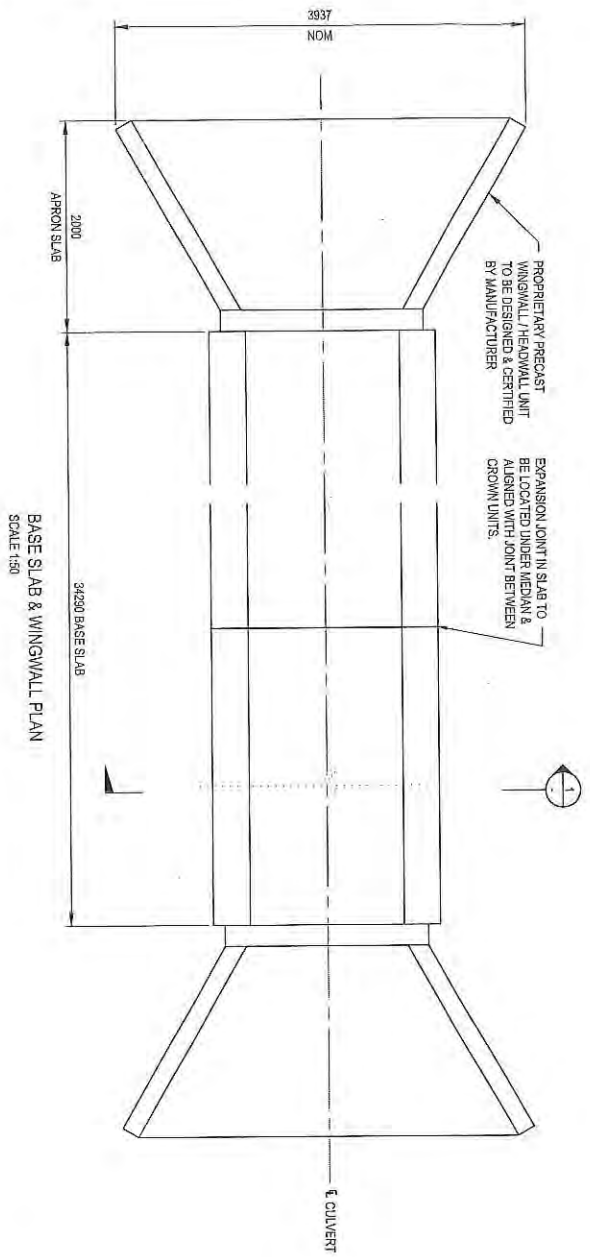 3937
NOM
PROPRIETARY PRECAST
WINGWALL / HEADWALL UNIT
TO BE DESIGNED & CERTIFIED
BY MANUFACTURER
EXPANSION JOINT IN SLAB TO
BE LOCATED UNDER MEDIAN &
ALIGNED WITH JOINT BETWEEN
CROWN UNITS.
1
-
2000
APRON SLAB
34290 BASE SLAB
℄ CULVERT
BASE SLAB & WINGWALL PLAN
SCALE 1:50